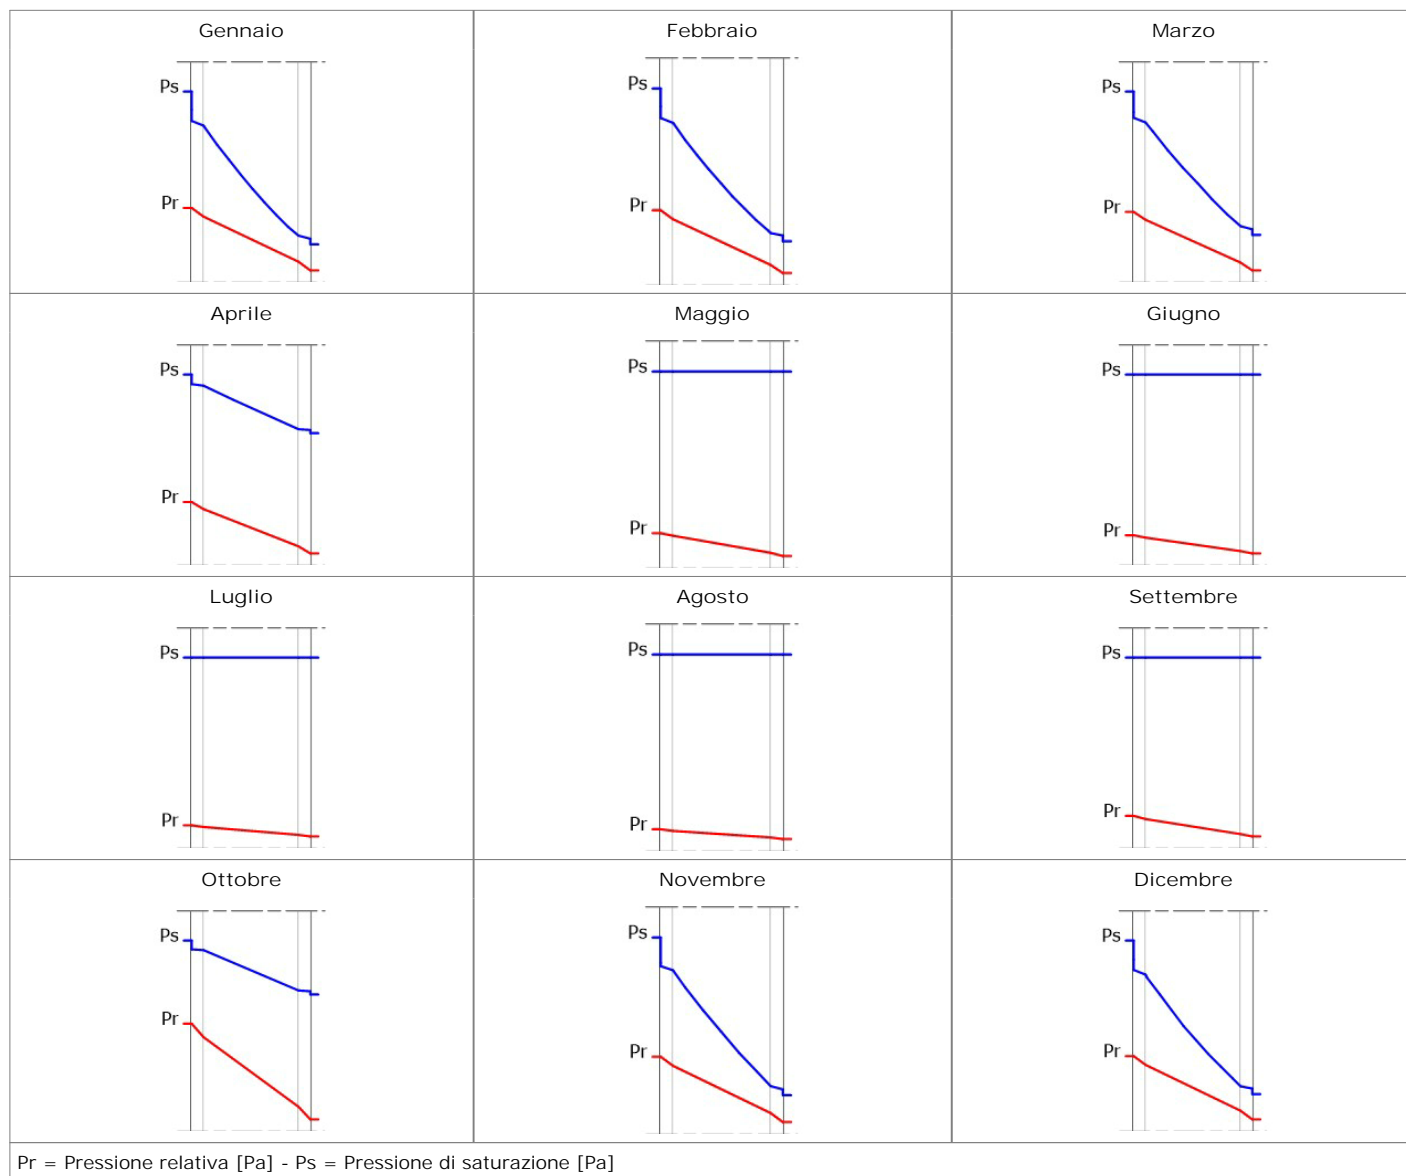 Gennaio
Febbraio
Marzo
Ps
Pr
Ps
Pr
Ps
Pr
Aprile
Maggio
Giugno
Ps
Pr
Ps
Pr
Ps
Pr
Luglio
Agosto
Settembre
Ps
Pr
Ps
Pr
Ps
Pr
Ottobre
Novembre
Dicembre
Ps
Pr
Ps
Pr
Ps
Pr
Pr = Pressione relativa [Pa] - Ps = Pressione di saturazione [Pa]